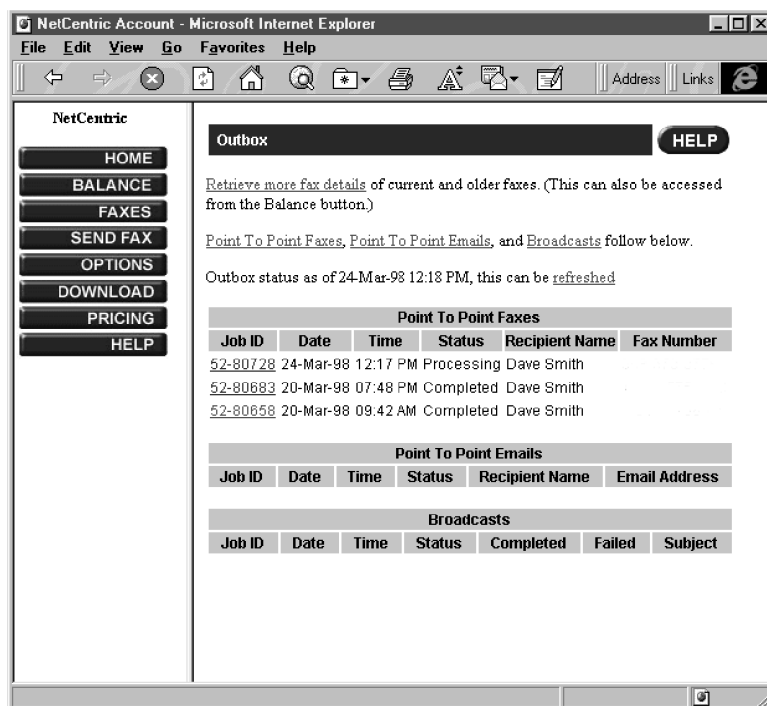 NetCentric Account - Microsoft Internet Explorer
File Edit View Go Favorites Help
Address Links
NetCentric
HOME
BALANCE
FAXES
SEND FAX
OPTIONS
DOWNLOAD
PRICING
HELP
Outbox HELP
Retrieve more fax details of current and older faxes. (This can also be accessed
from the Balance button.)
Point To Point Faxes, Point To Point Emails, and Broadcasts follow below.
Outbox status as of 24-Mar-98 12:18 PM, this can be refreshed
Point To Point Faxes
Job ID Date Time Status Recipient Name Fax Number
52-80728 24-Mar-98 12:17 PM Processing Dave Smith
52-80683 20-Mar-98 07:48 PM Completed Dave Smith
52-80658 20-Mar-98 09:42 AM Completed Dave Smith
Point To Point Emails
Job ID Date Time Status Recipient Name Email Address
Broadcasts
Job ID Date Time Status Completed Failed Subject